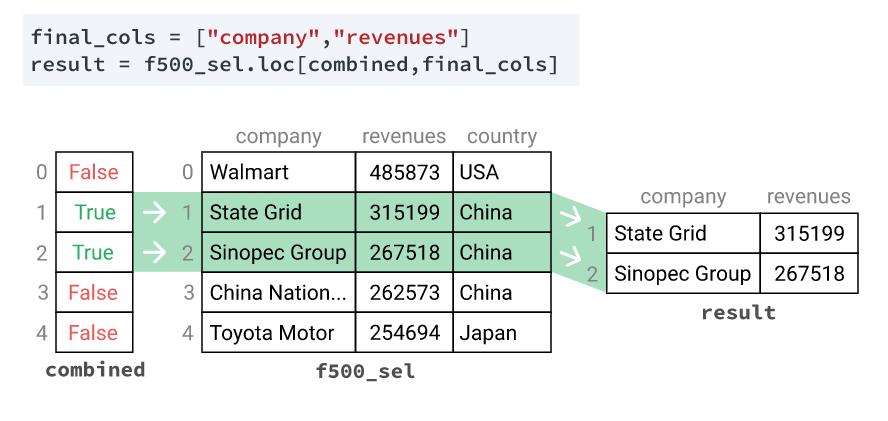 final_cols = ["company","revenues"]
result = f500_sel.loc[combined,final_cols]
company revenues country
0 False 0 Walmart 485873 USA
company revenues
1 True 1 State Grid 315199 China
1 State Grid 315199
2 True 2 Sinopec Group 267518 China
2 Sinopec Group 267518
3 False 3 China Nation... 262573 China
result
4 False 4 Toyota Motor 254694 Japan
combined f500_sel